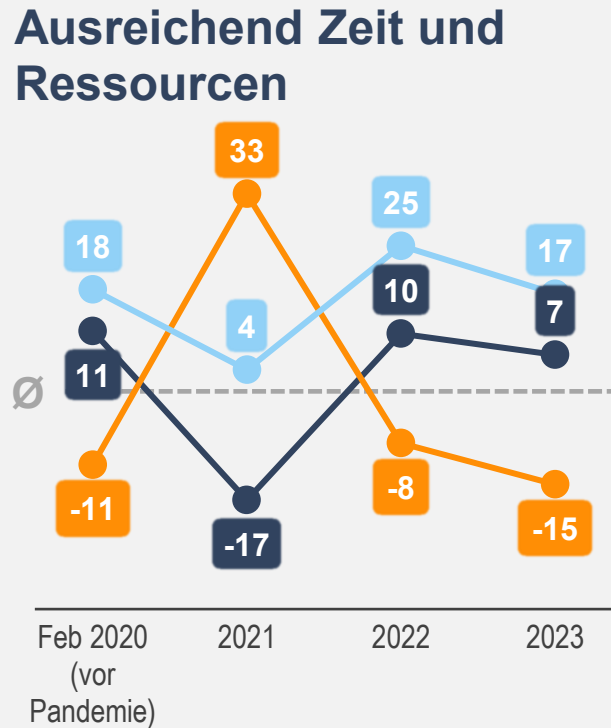 Ausreichend Zeit und
Ressourcen
33
25
18
17
4
10
7
11
Ø
-11
-8
-15
-17
Feb 2020
(vor
Pandemie)
2021
2022
2023